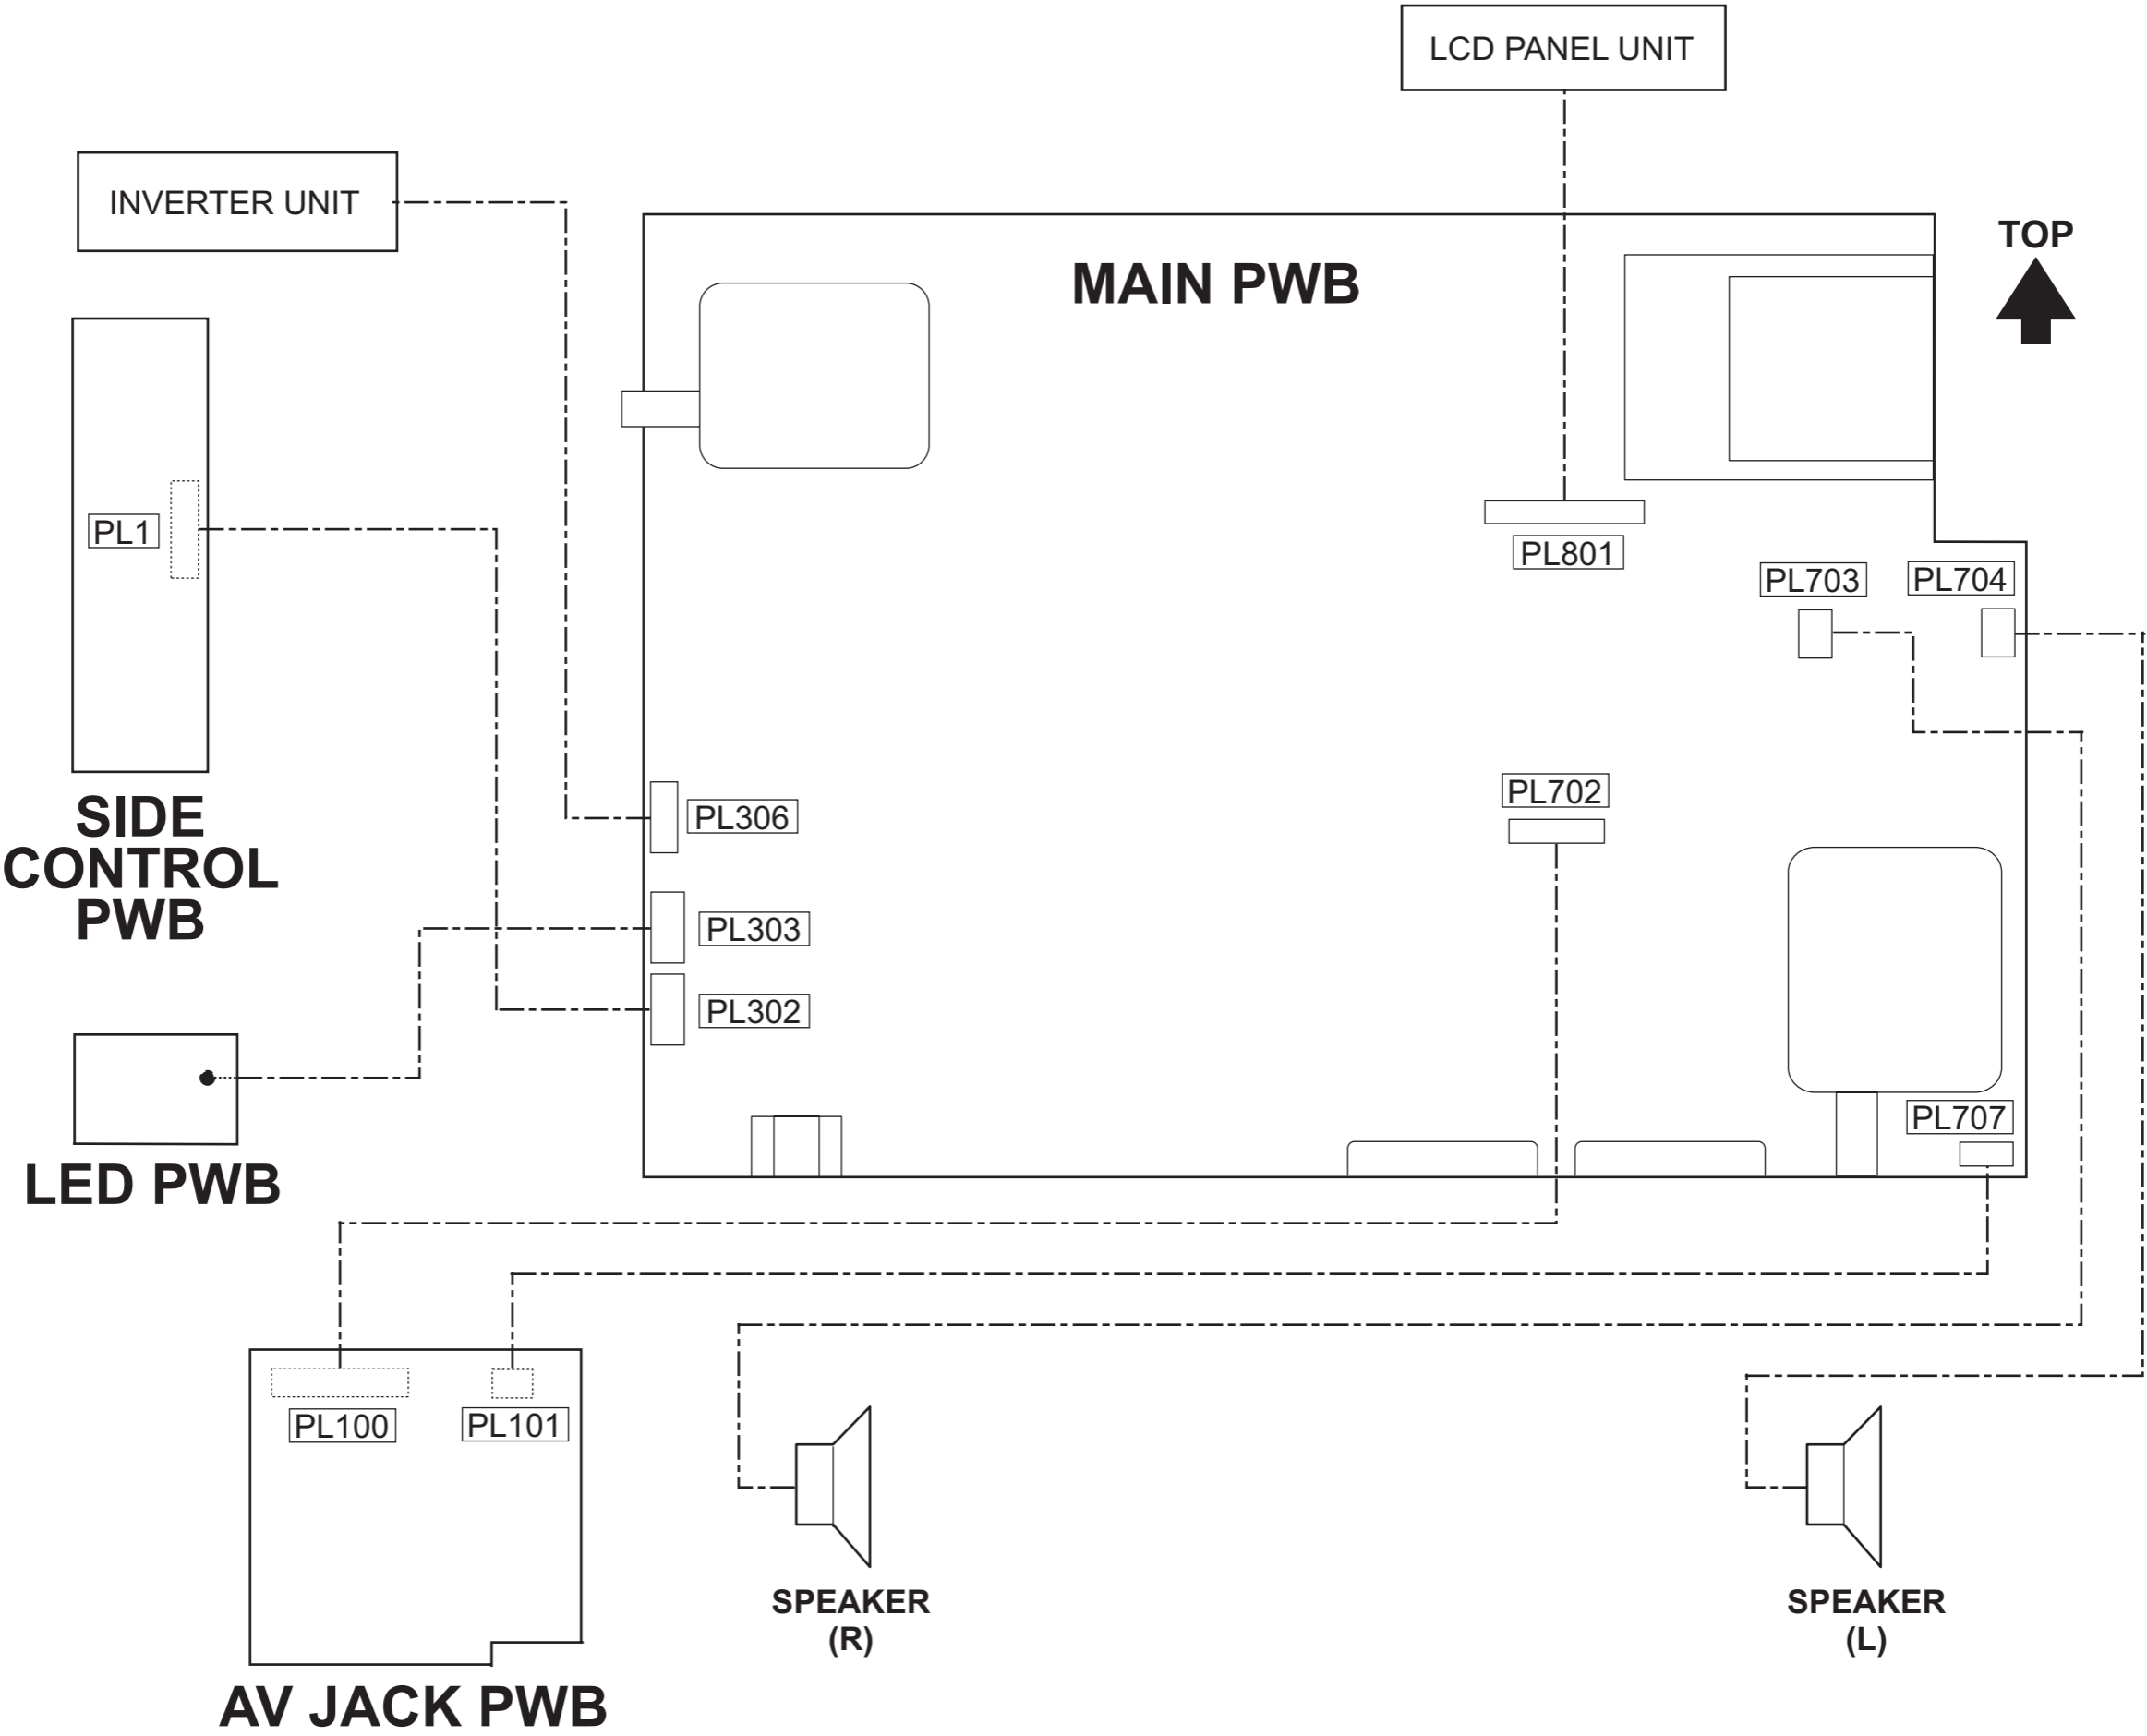 LCD PANEL UNIT
INVERTER UNIT
TOP
MAIN PWB
PL1
PL801
PL703
PL704
SIDE
CONTROL
PWB
PL306
PL702
PL303
PL302
PL707
LED PWB
PL100
PL101
SPEAKER
(R)
SPEAKER
(L)
AV JACK PWB